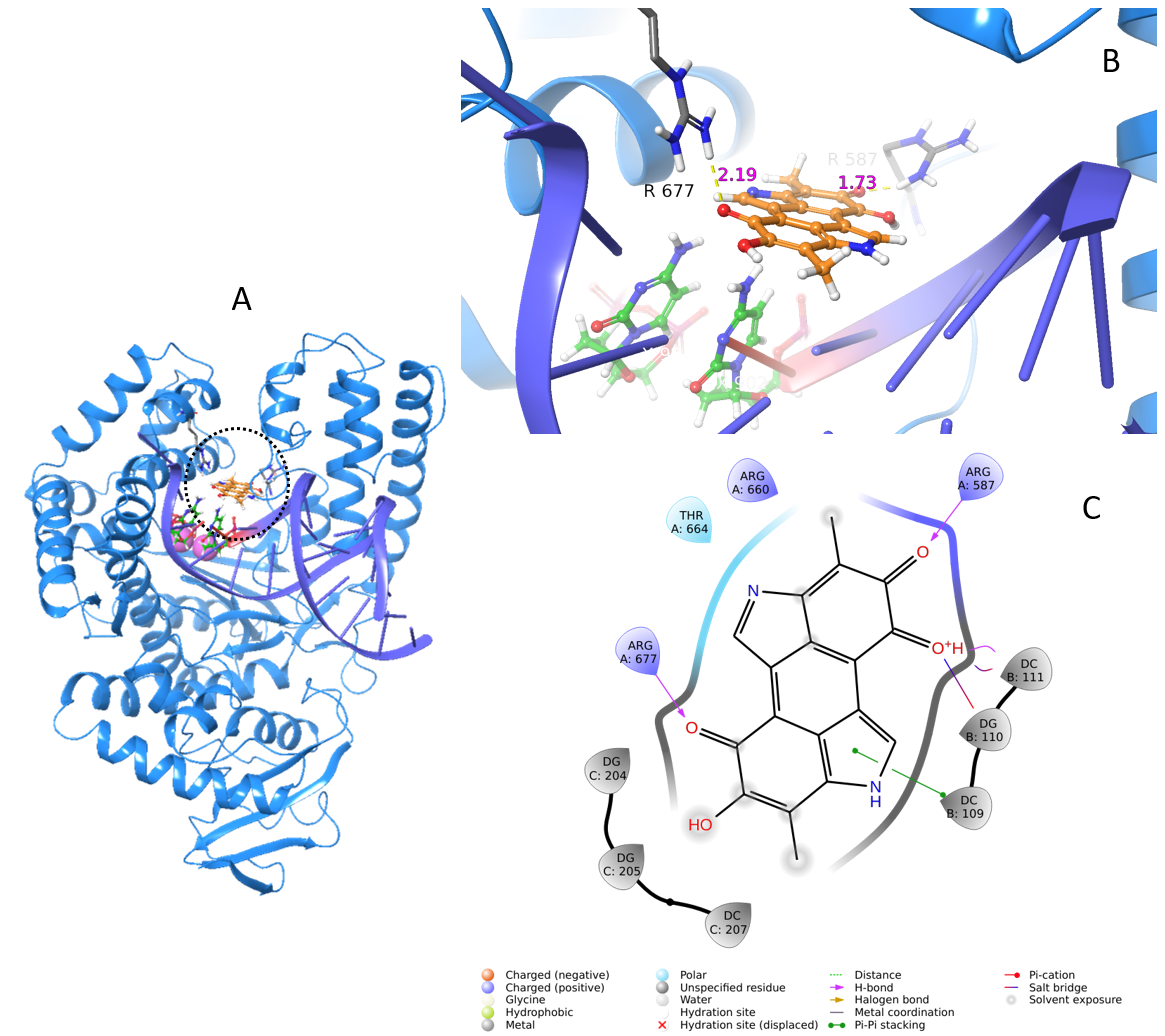 A
B
R 677
2.19
R 587
1.73
C
ARG
A: 660
ARG
A: 587
THR
A: 664
O
N
O⁺H
ARG
A: 677
O
DC
B: 111
DG
B: 110
DG
C: 204
N
H
DC
B: 109
HO
DG
C: 205
DC
C: 207
Charged (negative)
Charged (positive)
Glycine
Hydrophobic
Metal
Polar
Unspecified residue
Water
Hydration site
Hydration site (displaced)
Distance
H-bond
Halogen bond
Metal coordination
Pi-Pi stacking
Pi-cation
Salt bridge
Solvent exposure